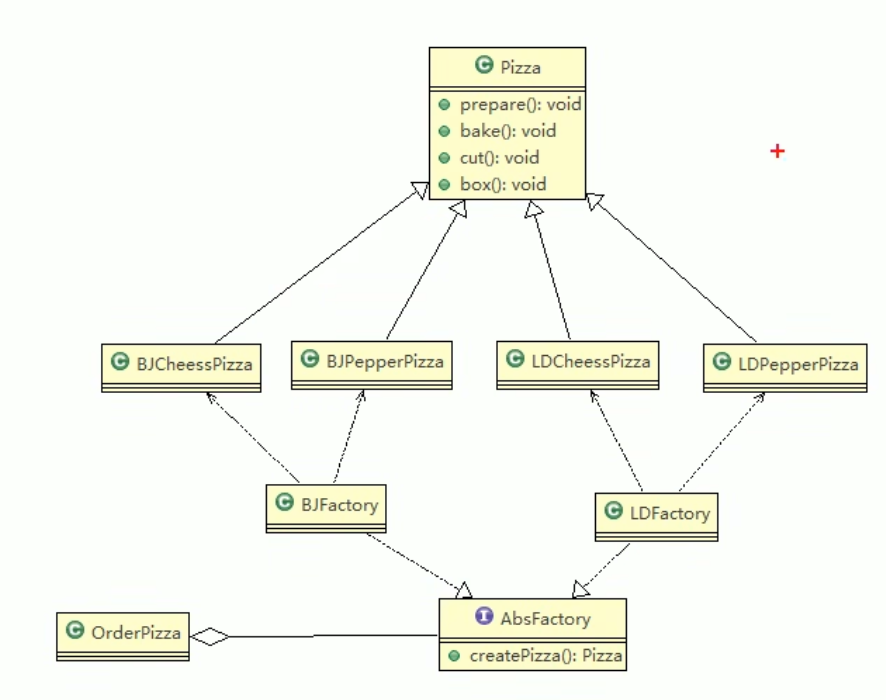 Pizza
prepare(): void
bake(): void
cut(): void
box(): void
BJCheessPizza
BJPepperPizza
LDCheessPizza
LDPepperPizza
BJFactory
LDFactory
AbsFactory
createPizza(): Pizza
OrderPizza